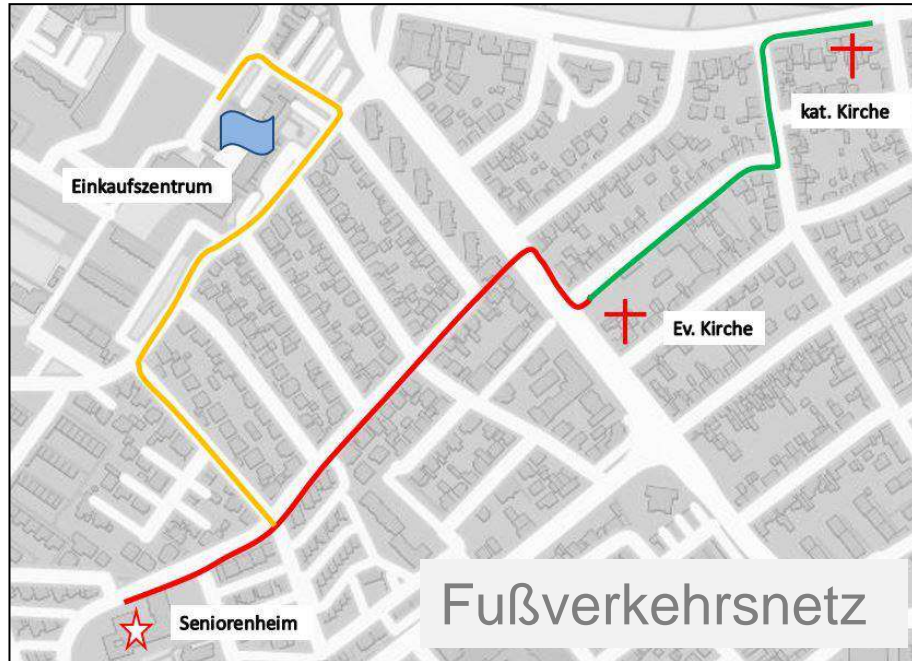 kat. Kirche
Einkaufszentrum
Ev. Kirche
Seniorenheim
Fußverkehrsnetz